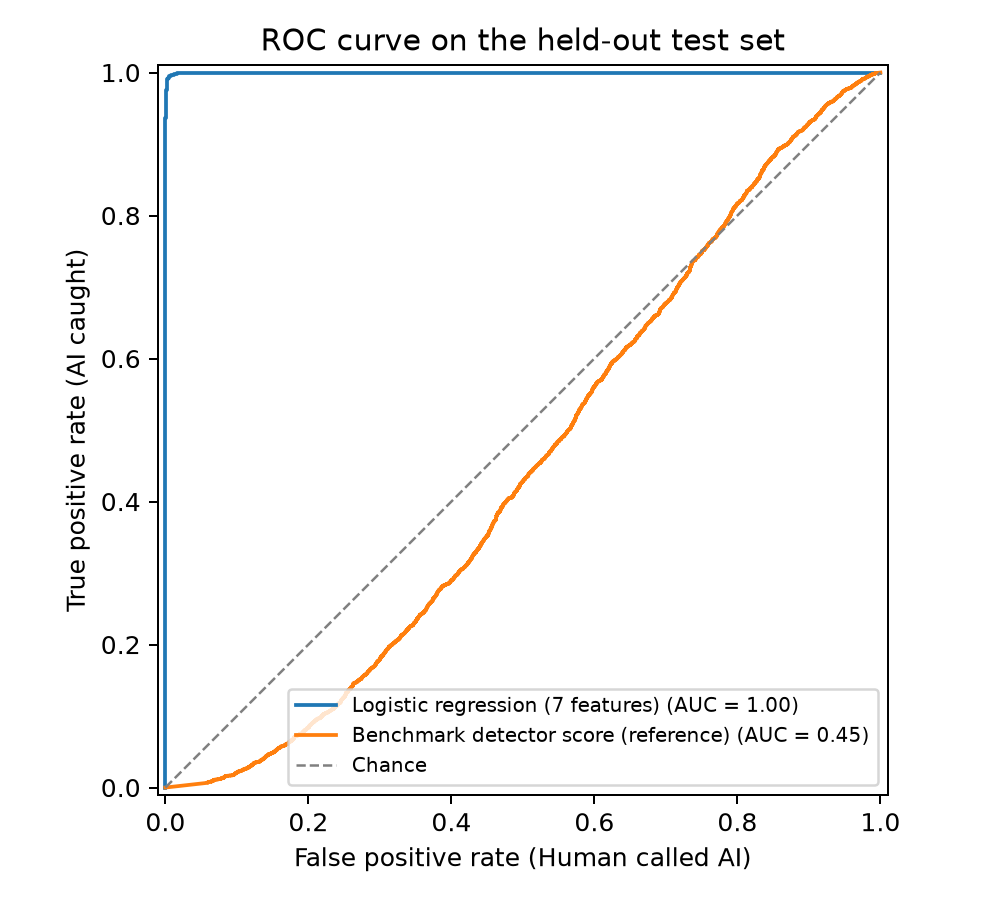 ROC curve on the held-out test set
True positive rate (AI caught)
1.0
0.8
0.6
0.4
0.2
0.0
Logistic regression (7 features) (AUC = 1.00)
Benchmark detector score (reference) (AUC = 0.45)
Chance
0.0 0.2 0.4 0.6 0.8 1.0
False positive rate (Human called AI)